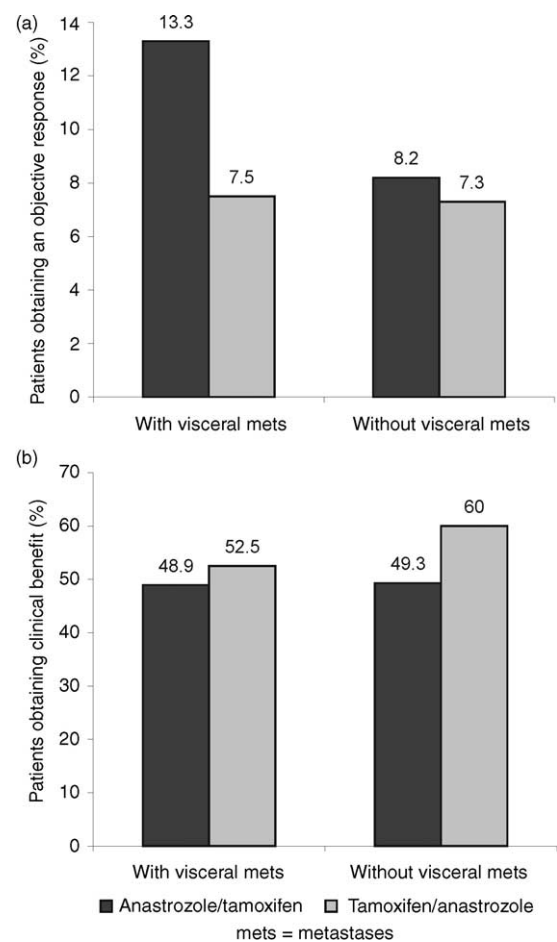 (a)
Patients obtaining an objective response (%)
14
12
10
8
6
4
2
0
13.3
7.5
8.2
7.3
With visceral mets
Without visceral mets
(b)
Patients obtaining clinical benefit (%)
70
60
50
40
30
20
10
0
48.9
52.5
49.3
60
With visceral mets
Without visceral mets
Anastrozole/tamoxifen
Tamoxifen/anastrozole
mets = metastases